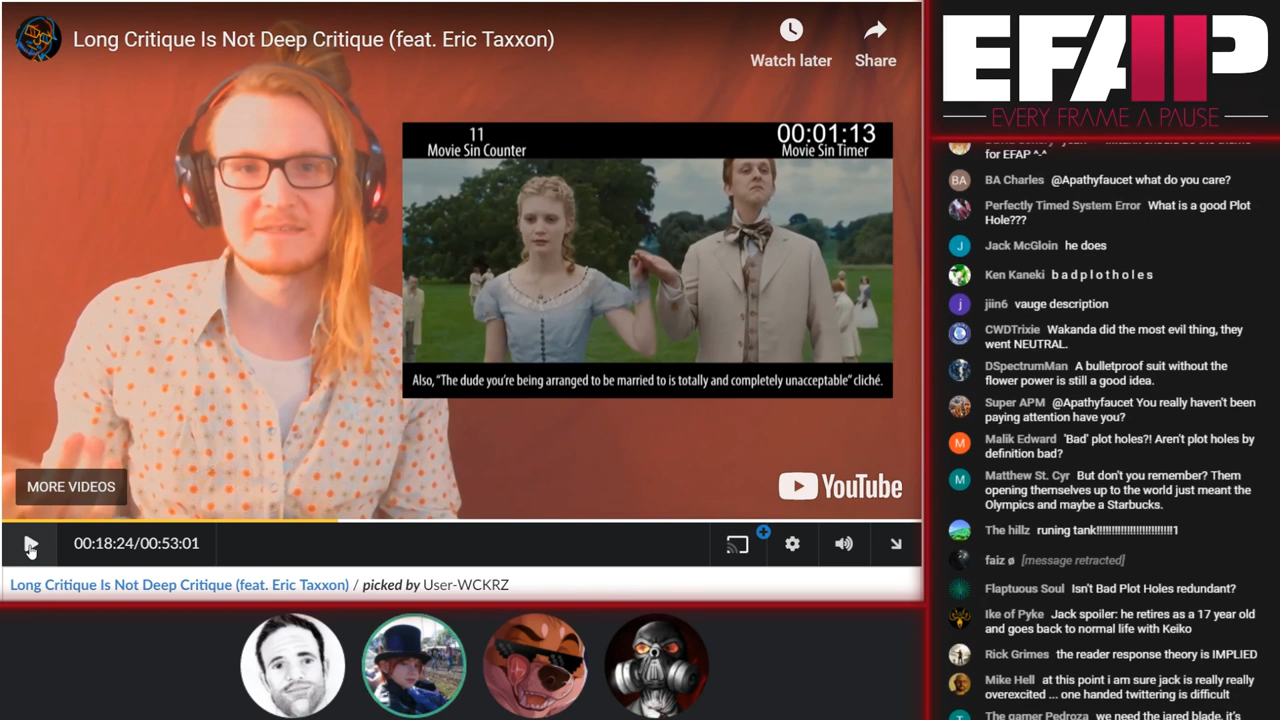 Long Critique Is Not Deep Critique (feat. Eric Taxxon)
Watch later
Share
11
Movie Sin Counter
00:01:13
Movie Sin Timer
Also, "The dude you're being arranged to be married to is totally and completely unacceptable" cliché.
MORE VIDEOS
YouTube
00:18:24/00:53:01
Long Critique Is Not Deep Critique (feat. Eric Taxxon) / picked by User-WCKRZ
EFAP
EVERY FRAME A PAUSE
for EFAP ^-^
BA
BA Charles @Apathyfaucet what do you care?
Perfectly Timed System Error What is a good Plot
Hole???
J
Jack McGloin he does
Ken Kaneki b a d p l o t h o l e s
j
jiin6 vauge description
CWDTrixie Wakanda did the most evil thing, they
went NEUTRAL.
DSpectrumMan A bulletproof suit without the
flower power is still a good idea.
Super APM @Apathyfaucet You really haven't been
paying attention have you?
M
Malik Edward 'Bad' plot holes?! Aren't plot holes by
definition bad?
M
Matthew St. Cyr But don't you remember? Them
opening themselves up to the world just meant the
Olympics and maybe a Starbucks.
The hillz runing tank!!!!!!!!!!!!!!!!!!!!!!!!!!1
faiz ø [message retracted]
Flaptuous Soul Isn't Bad Plot Holes redundant?
Ike of Pyke Jack spoiler: he retires as a 17 year old
and goes back to normal life with Keiko
Rick Grimes the reader response theory is IMPLIED
Mike Hell at this point i am sure jack is really really
overexcited ... one handed twittering is difficult
The gamer Pedroza we need the jared blade, it's